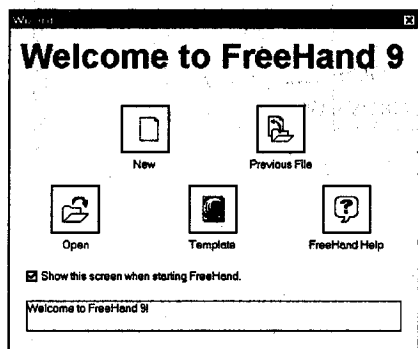 Wizard
Welcome to FreeHand 9
New
Previous File
Open
Template
FreeHand Help
Show this screen when starting FreeHand.
Welcome to FreeHand 9!